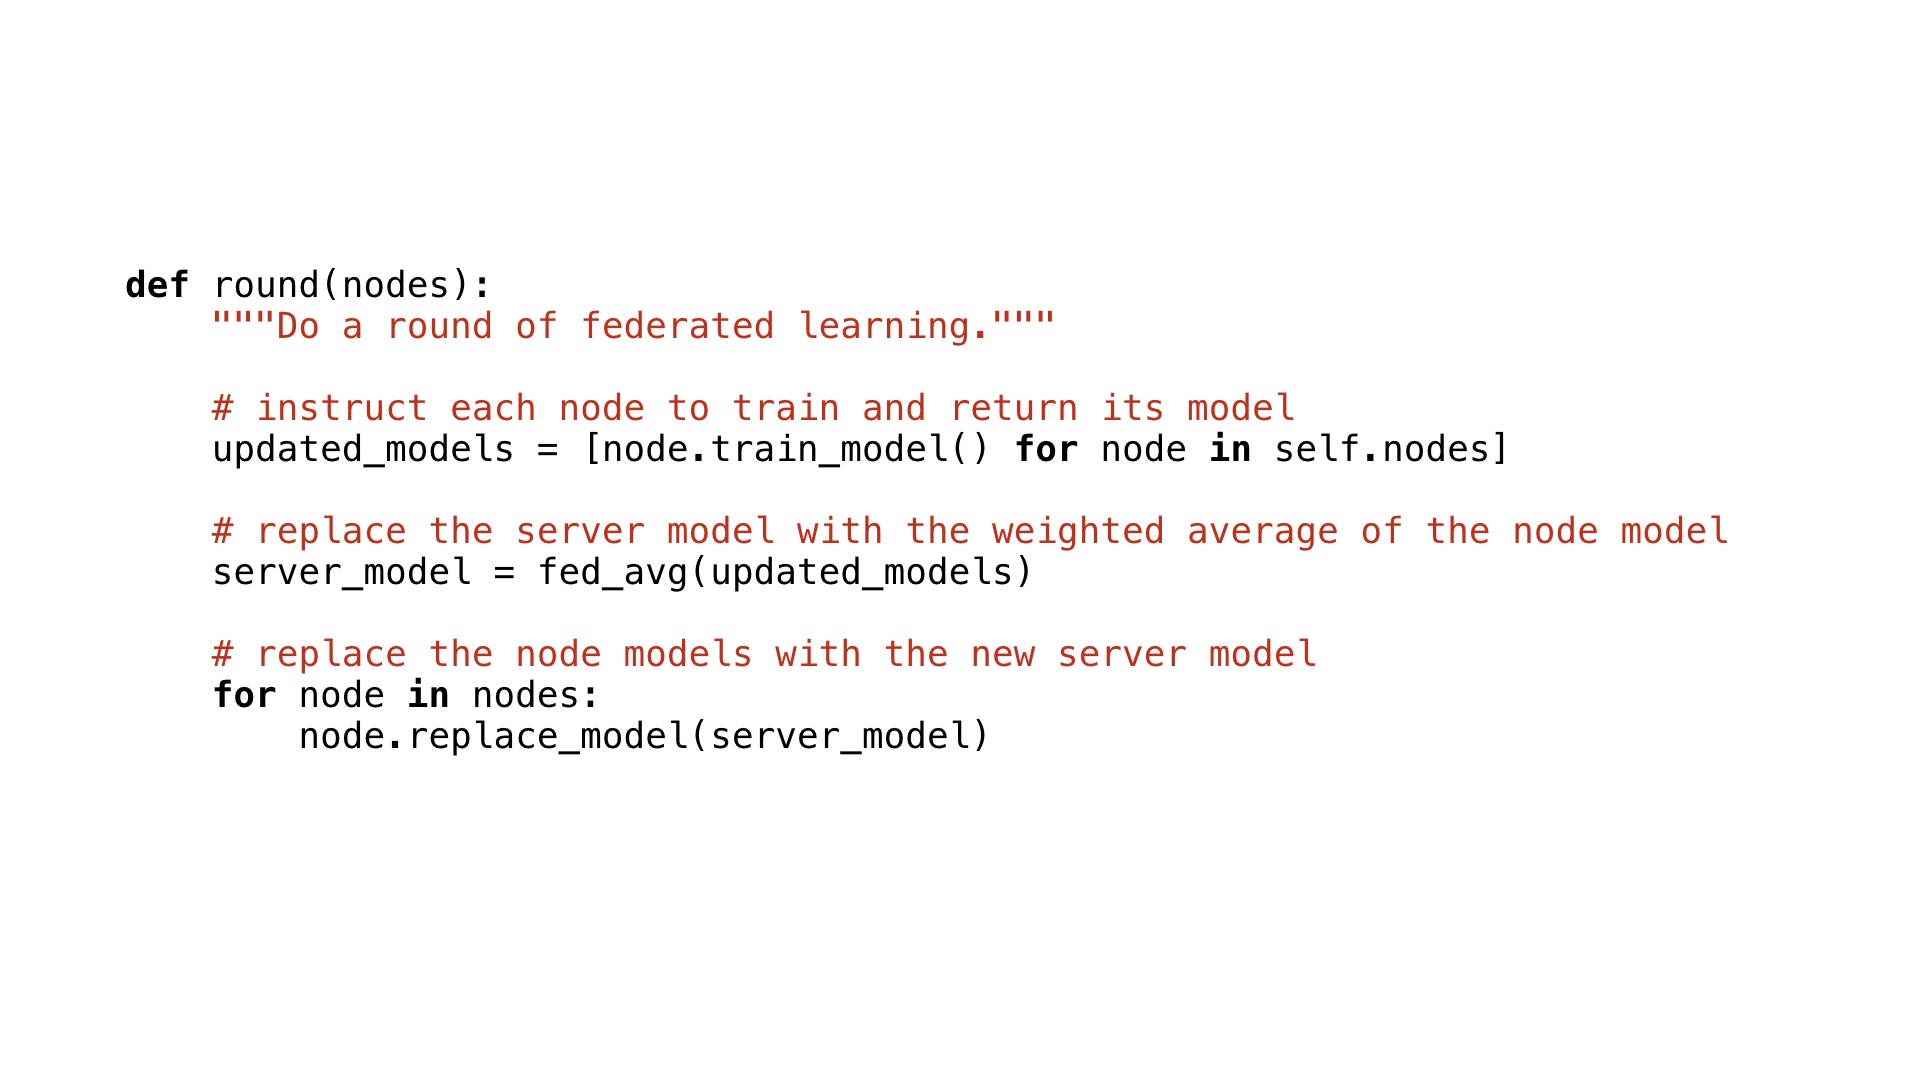 def round(nodes):
    """Do a round of federated learning."""
    # instruct each node to train and return its model
    updated_models = [node.train_model() for node in self.nodes]
    # replace the server model with the weighted average of the node model
    server_model = fed_avg(updated_models)
    # replace the node models with the new server model
    for node in nodes:
        node.replace_model(server_model)